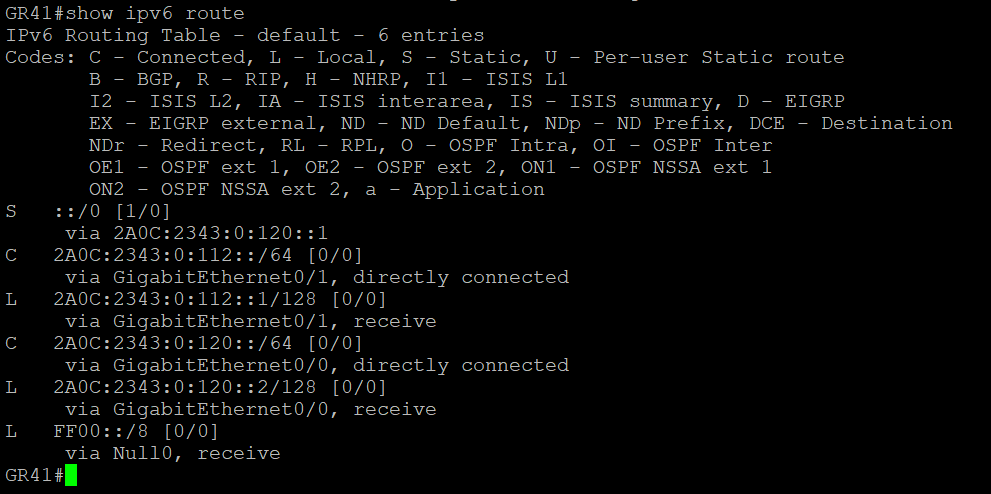 GR41#show ipv6 route
IPv6 Routing Table - default - 6 entries
Codes: C - Connected, L - Local, S - Static, U - Per-user Static route
       B - BGP, R - RIP, H - NHRP, I1 - ISIS L1
       I2 - ISIS L2, IA - ISIS interarea, IS - ISIS summary, D - EIGRP
       EX - EIGRP external, ND - ND Default, NDp - ND Prefix, DCE - Destination
       NDr - Redirect, RL - RPL, O - OSPF Intra, OI - OSPF Inter
       OE1 - OSPF ext 1, OE2 - OSPF ext 2, ON1 - OSPF NSSA ext 1
       ON2 - OSPF NSSA ext 2, a - Application
S   ::/0 [1/0]
     via 2A0C:2343:0:120::1
C   2A0C:2343:0:112::/64 [0/0]
     via GigabitEthernet0/1, directly connected
L   2A0C:2343:0:112::1/128 [0/0]
     via GigabitEthernet0/1, receive
C   2A0C:2343:0:120::/64 [0/0]
     via GigabitEthernet0/0, directly connected
L   2A0C:2343:0:120::2/128 [0/0]
     via GigabitEthernet0/0, receive
L   FF00::/8 [0/0]
     via Null0, receive
GR41#